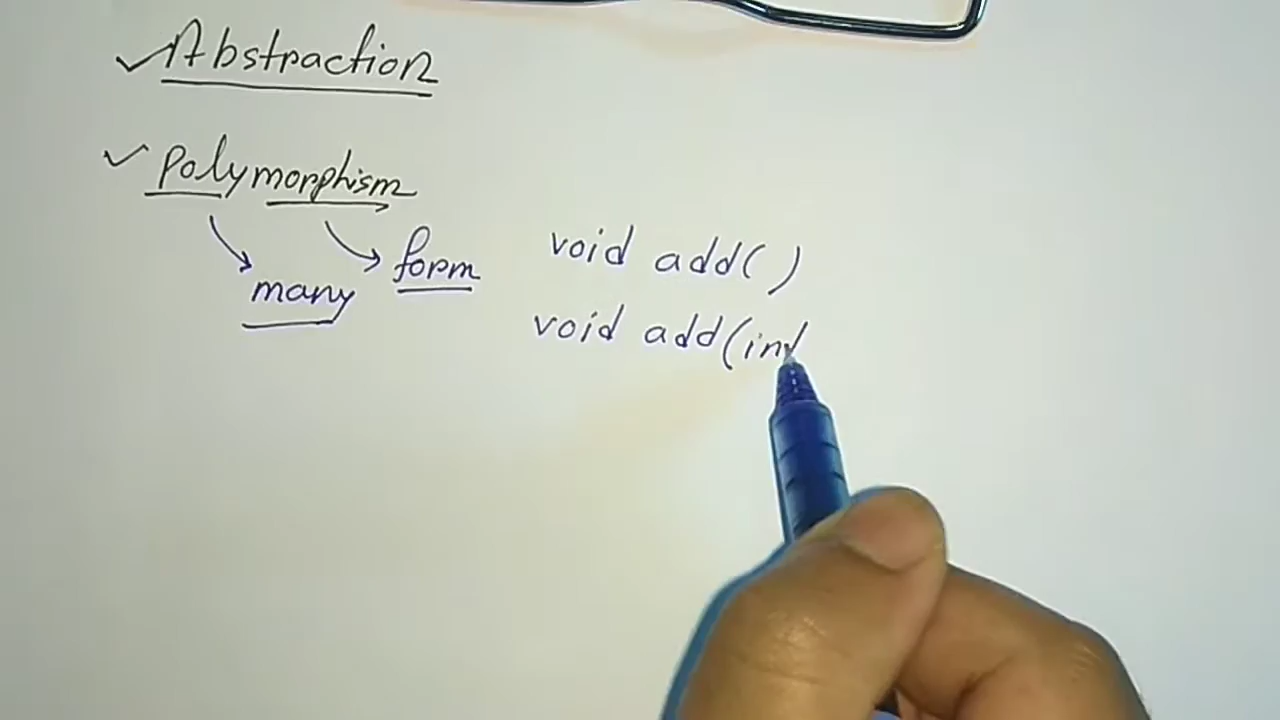 Abstraction
Polymorphism
many
form
void add( )
void add(int